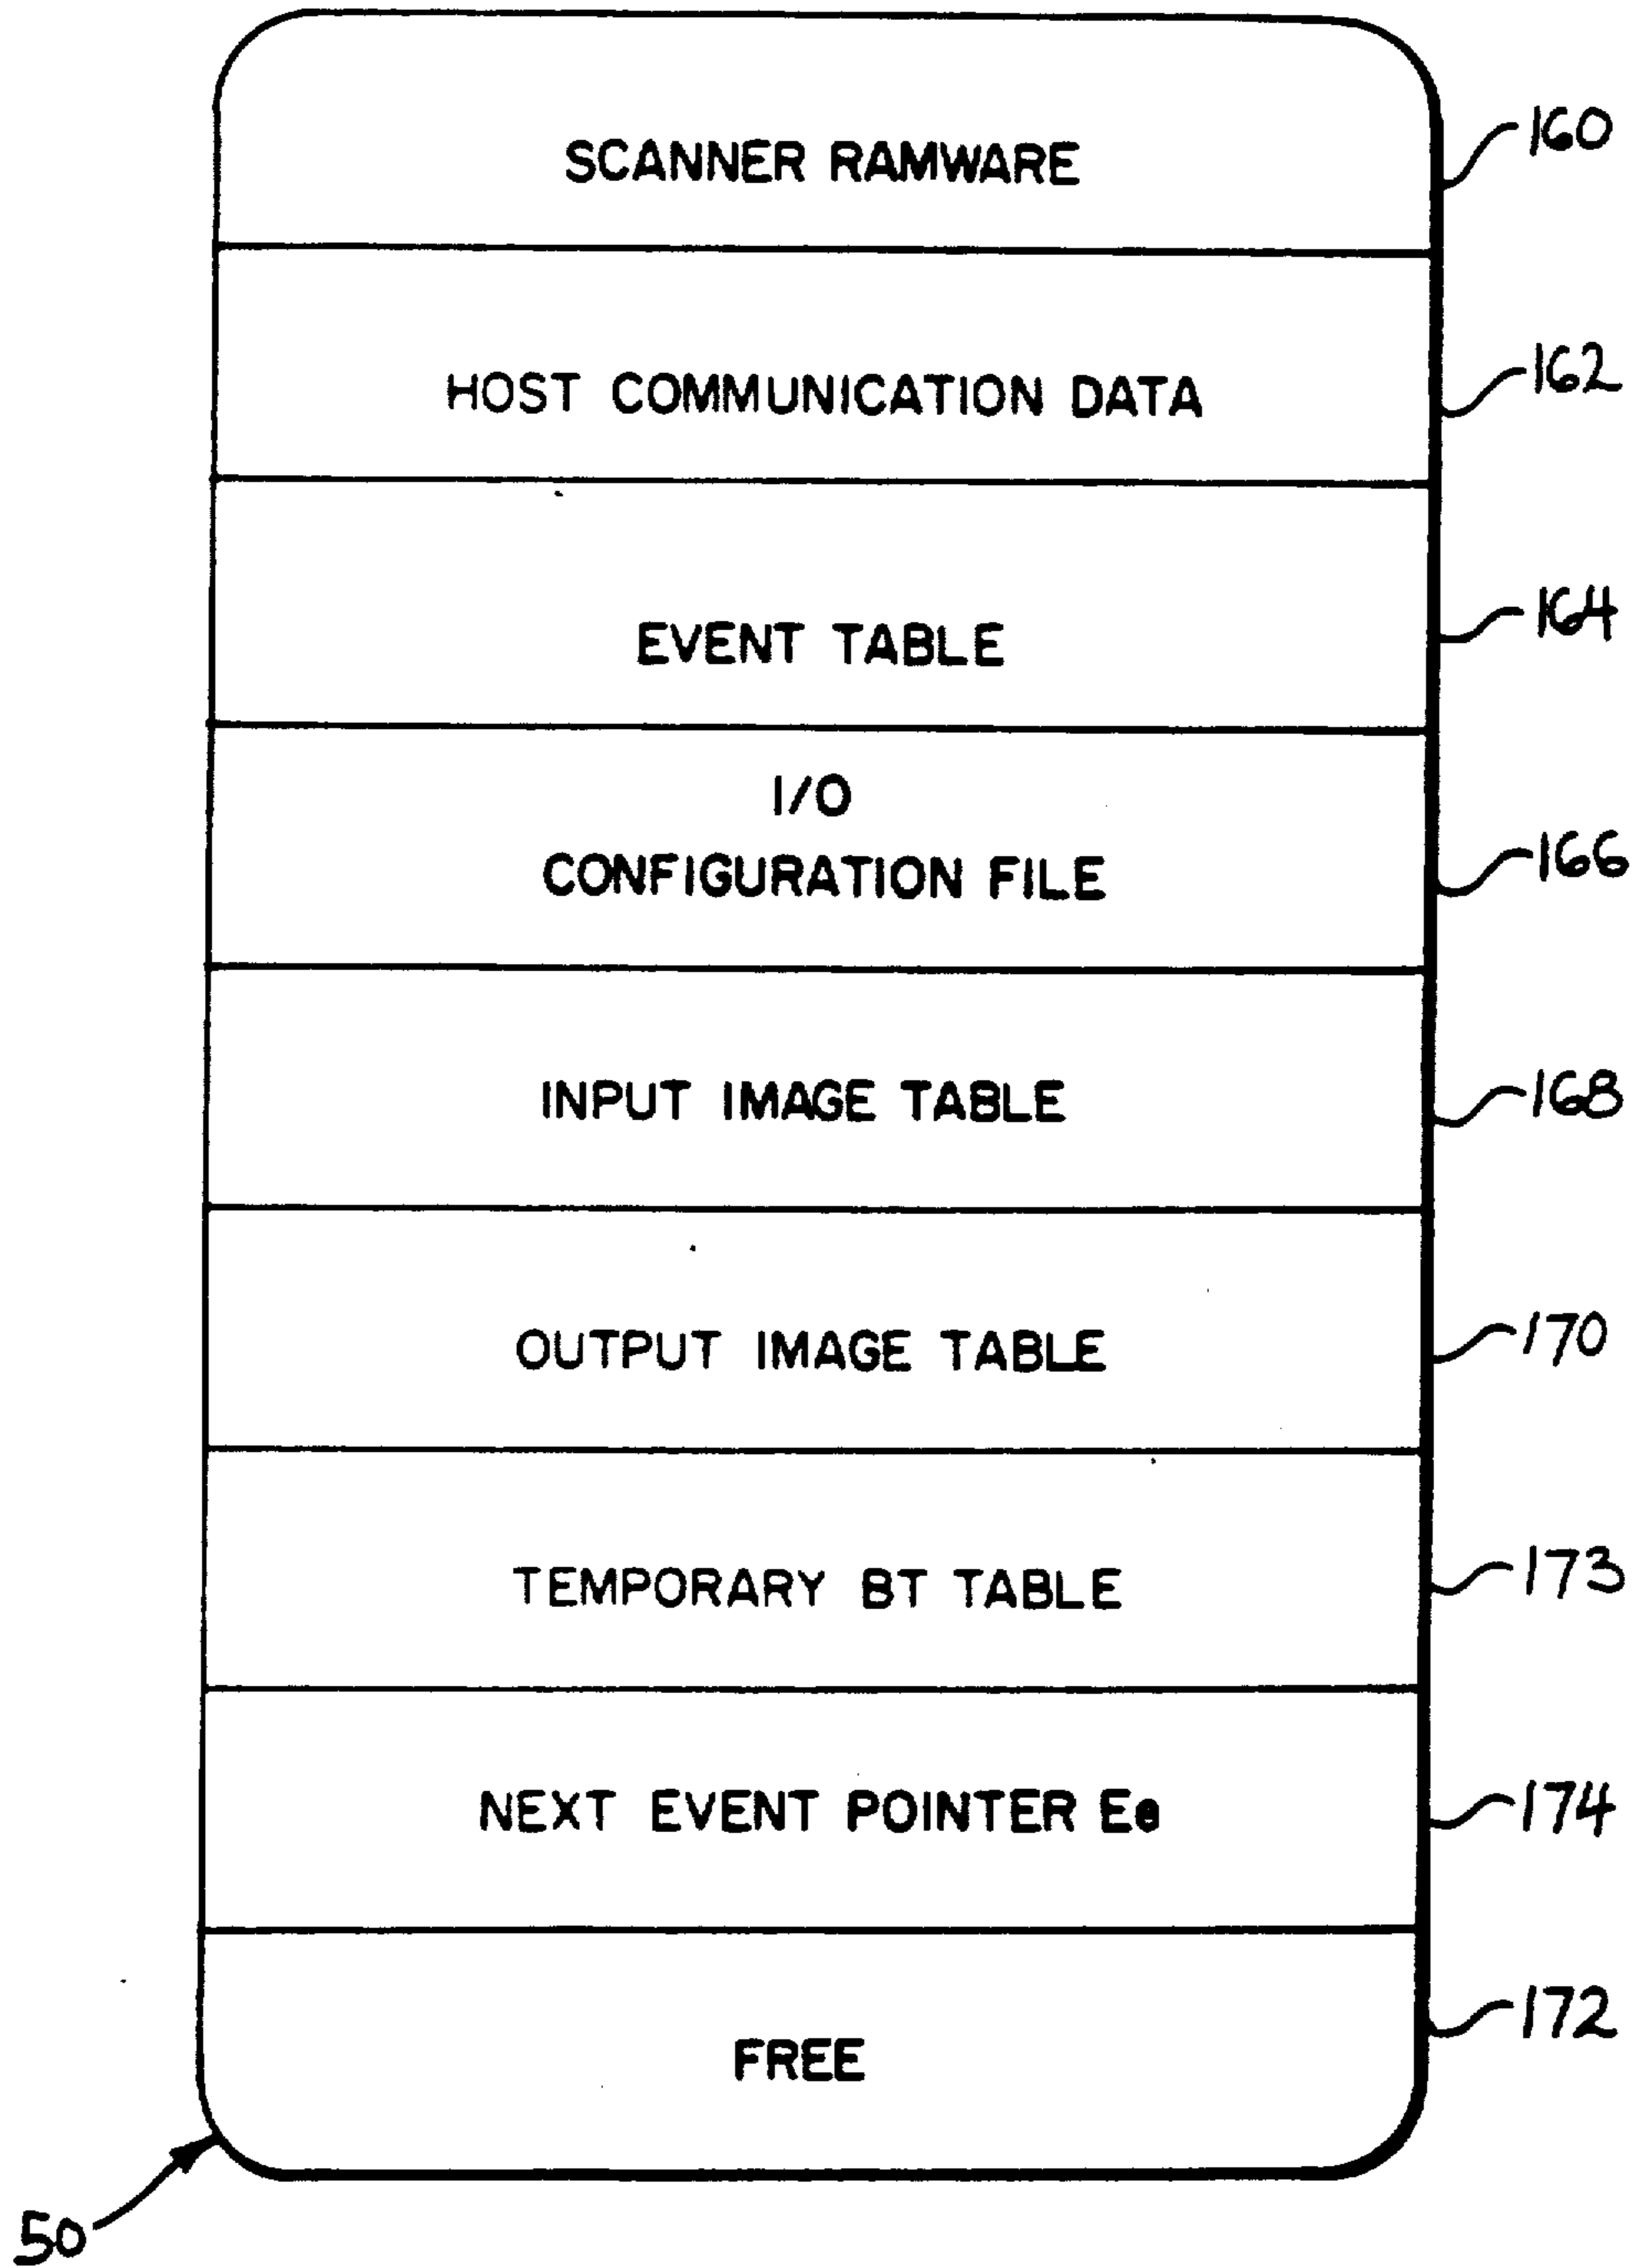 SCANNER RAMWARE
160
HOST COMMUNICATION DATA
162
EVENT TABLE
164
I/O
CONFIGURATION FILE
166
INPUT IMAGE TABLE
168
OUTPUT IMAGE TABLE
170
TEMPORARY BT TABLE
173
NEXT EVENT POINTER Ee
174
FREE
172
50